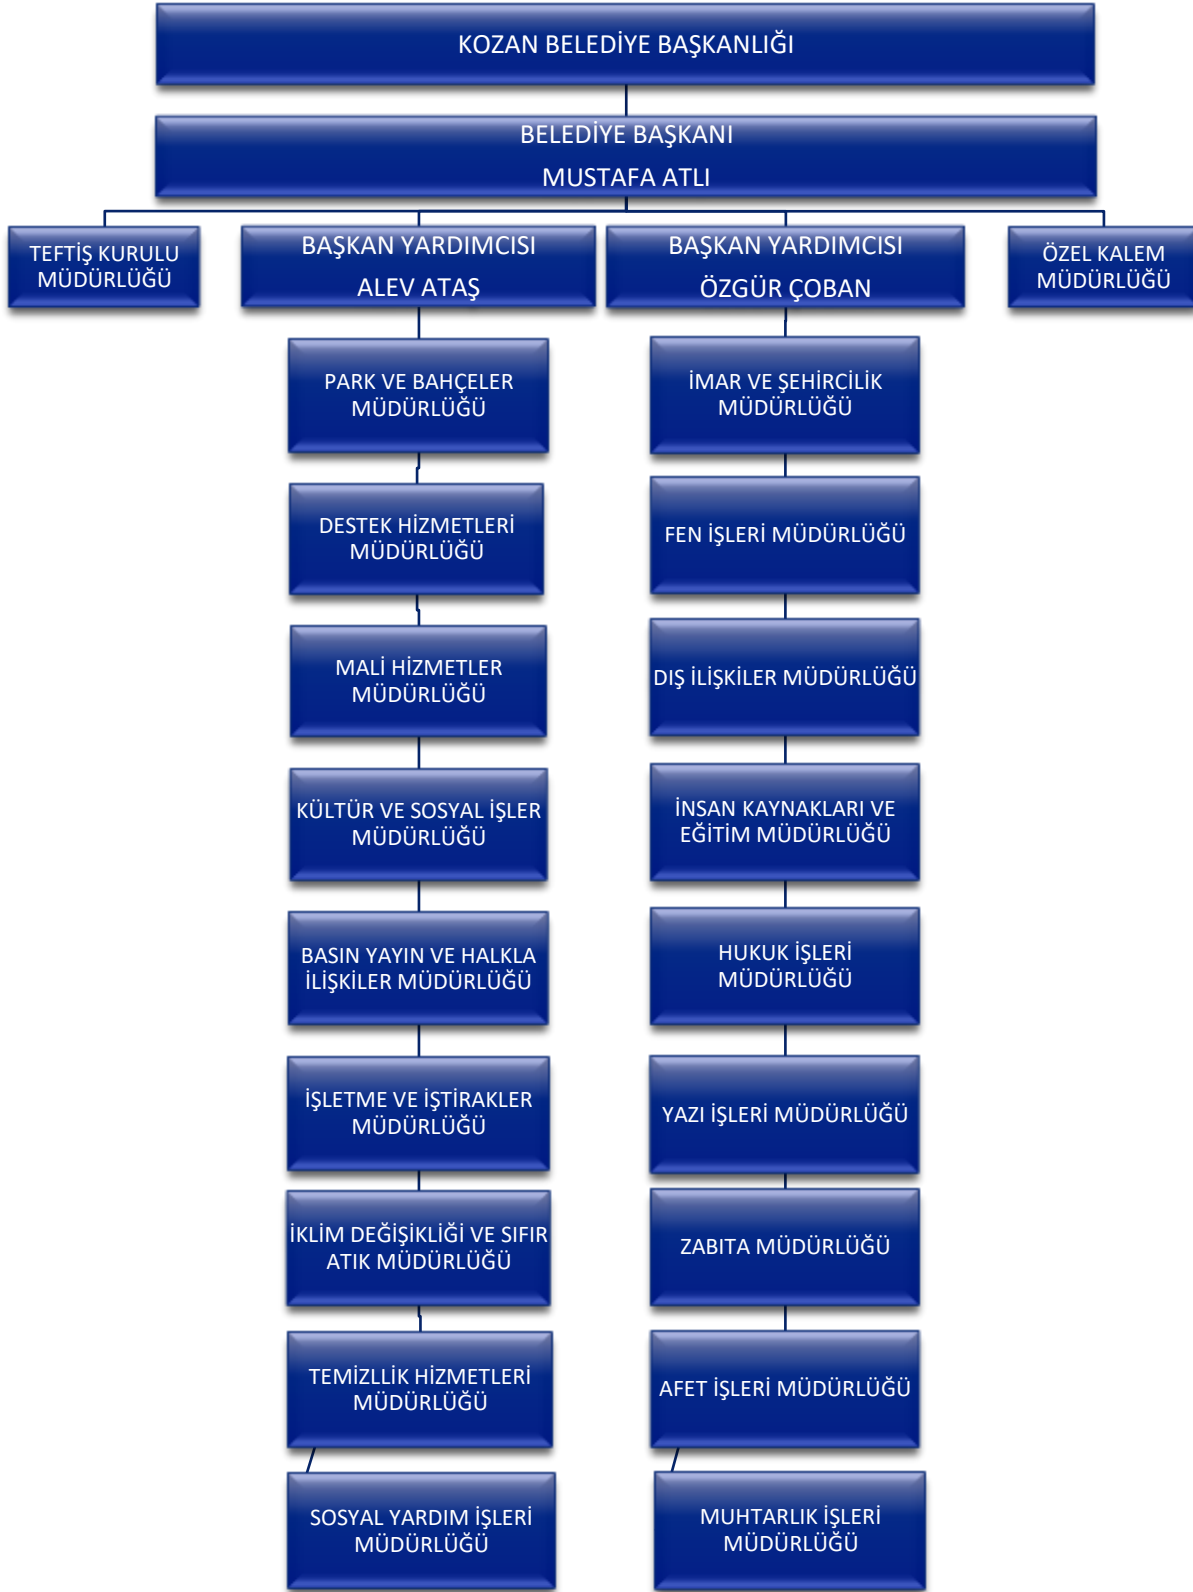 KOZAN BELEDİYE BAŞKANLIĞI
BELEDİYE BAŞKANI
MUSTAFA ATLI
TEFTİŞ KURULU
MÜDÜRLÜĞÜ
BAŞKAN YARDIMCISI
ALEV ATAŞ
BAŞKAN YARDIMCISI
ÖZGÜR ÇOBAN
ÖZEL KALEM
MÜDÜRLÜĞÜ
PARK VE BAHÇELER
MÜDÜRLÜĞÜ
DESTEK HİZMETLERİ
MÜDÜRLÜĞÜ
MALİ HİZMETLER
MÜDÜRLÜĞÜ
KÜLTÜR VE SOSYAL İŞLER
MÜDÜRLÜĞÜ
BASIN YAYIN VE HALKLA
İLİŞKİLER MÜDÜRLÜĞÜ
İŞLETME VE İŞTİRAKLER
MÜDÜRLÜĞÜ
İKLİM DEĞİŞİKLİĞİ VE SIFIR
ATIK MÜDÜRLÜĞÜ
TEMİZLLİK HİZMETLERİ
MÜDÜRLÜĞÜ
SOSYAL YARDIM İŞLERİ
MÜDÜRLÜĞÜ
İMAR VE ŞEHİRCİLİK
MÜDÜRLÜĞÜ
FEN İŞLERİ MÜDÜRLÜĞÜ
DIŞ İLİŞKİLER MÜDÜRLÜĞÜ
İNSAN KAYNAKLARI VE
EĞİTİM MÜDÜRLÜĞÜ
HUKUK İŞLERİ
MÜDÜRLÜĞÜ
YAZI İŞLERİ MÜDÜRLÜĞÜ
ZABITA MÜDÜRLÜĞÜ
AFET İŞLERİ MÜDÜRLÜĞÜ
MUHTARLIK İŞLERİ
MÜDÜRLÜĞÜ